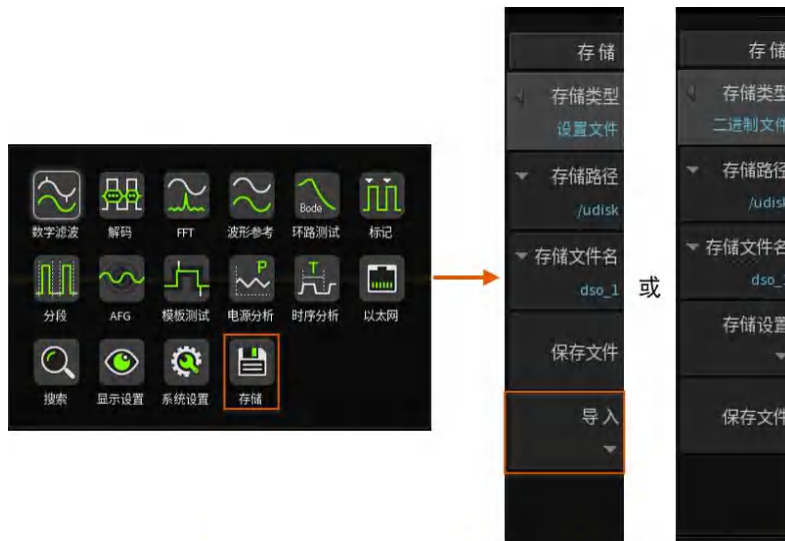 数字滤波 解码 FFT 波形参考 环路测试 标记
Bode
P
T
分段 AFG 模板测试 电源分析 时序分析 以太网
搜索 显示设置 系统设置 存储
存储
存储类型
设置文件
存储路径
/udisk
存储文件名
dso_1
保存文件
导入
或
存储
存储类型
二进制文件
存储路径
/udisk
存储文件名
dso_1
存储设置
保存文件